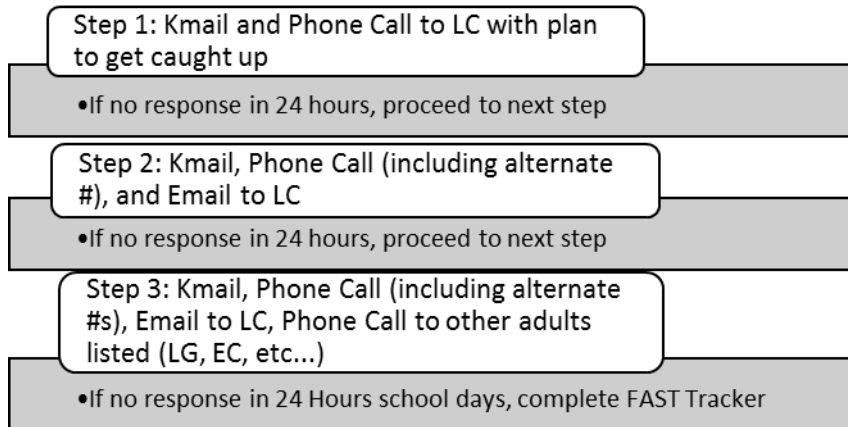 Step 1: Kmail and Phone Call to LC with plan
to get caught up
•If no response in 24 hours, proceed to next step
Step 2: Kmail, Phone Call (including alternate
#), and Email to LC
•If no response in 24 hours, proceed to next step
Step 3: Kmail, Phone Call (including alternate
#s), Email to LC, Phone Call to other adults
listed (LG, EC, etc...)
•If no response in 24 Hours school days, complete FAST Tracker